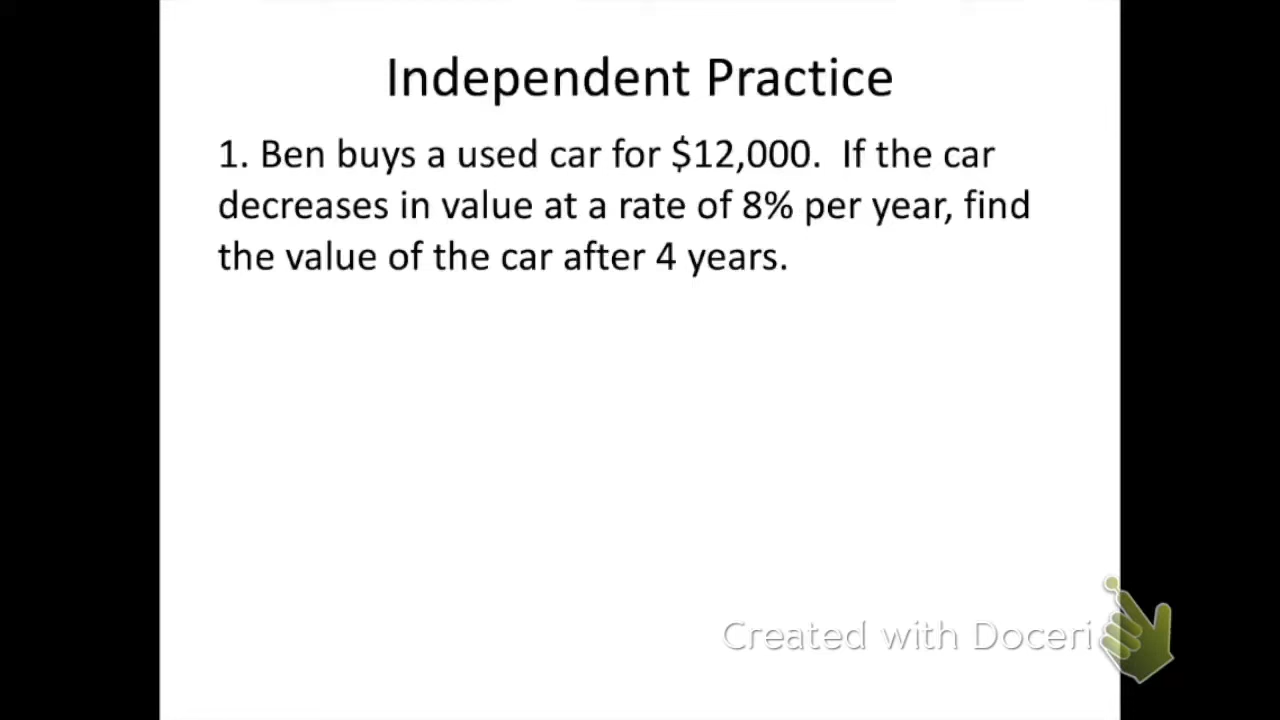 Independent Practice
1. Ben buys a used car for $12,000.  If the car
decreases in value at a rate of 8% per year, find
the value of the car after 4 years.
Created with Doceri